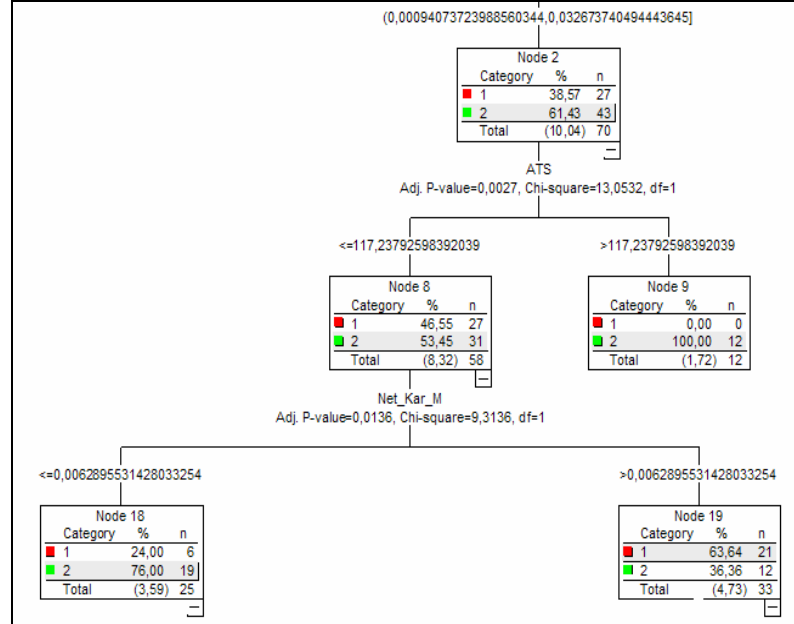 (0,00094073723988560344,0,032673740494443645]
Node 2
Category % n
1 38,57 27
2 61,43 43
Total (10,04) 70
ATS
Adj. P-value=0,0027, Chi-square=13,0532, df=1
<=117,23792598392039 >117,23792598392039
Node 8
Category % n
1 46,55 27
2 53,45 31
Total (8,32) 58
Node 9
Category % n
1 0,00 0
2 100,00 12
Total (1,72) 12
Net_Kar_M
Adj. P-value=0,0136, Chi-square=9,3136, df=1
<=0,0062895531428033254 >0,0062895531428033254
Node 18
Category % n
1 24,00 6
2 76,00 19
Total (3,59) 25
Node 19
Category % n
1 63,64 21
2 36,36 12
Total (4,73) 33